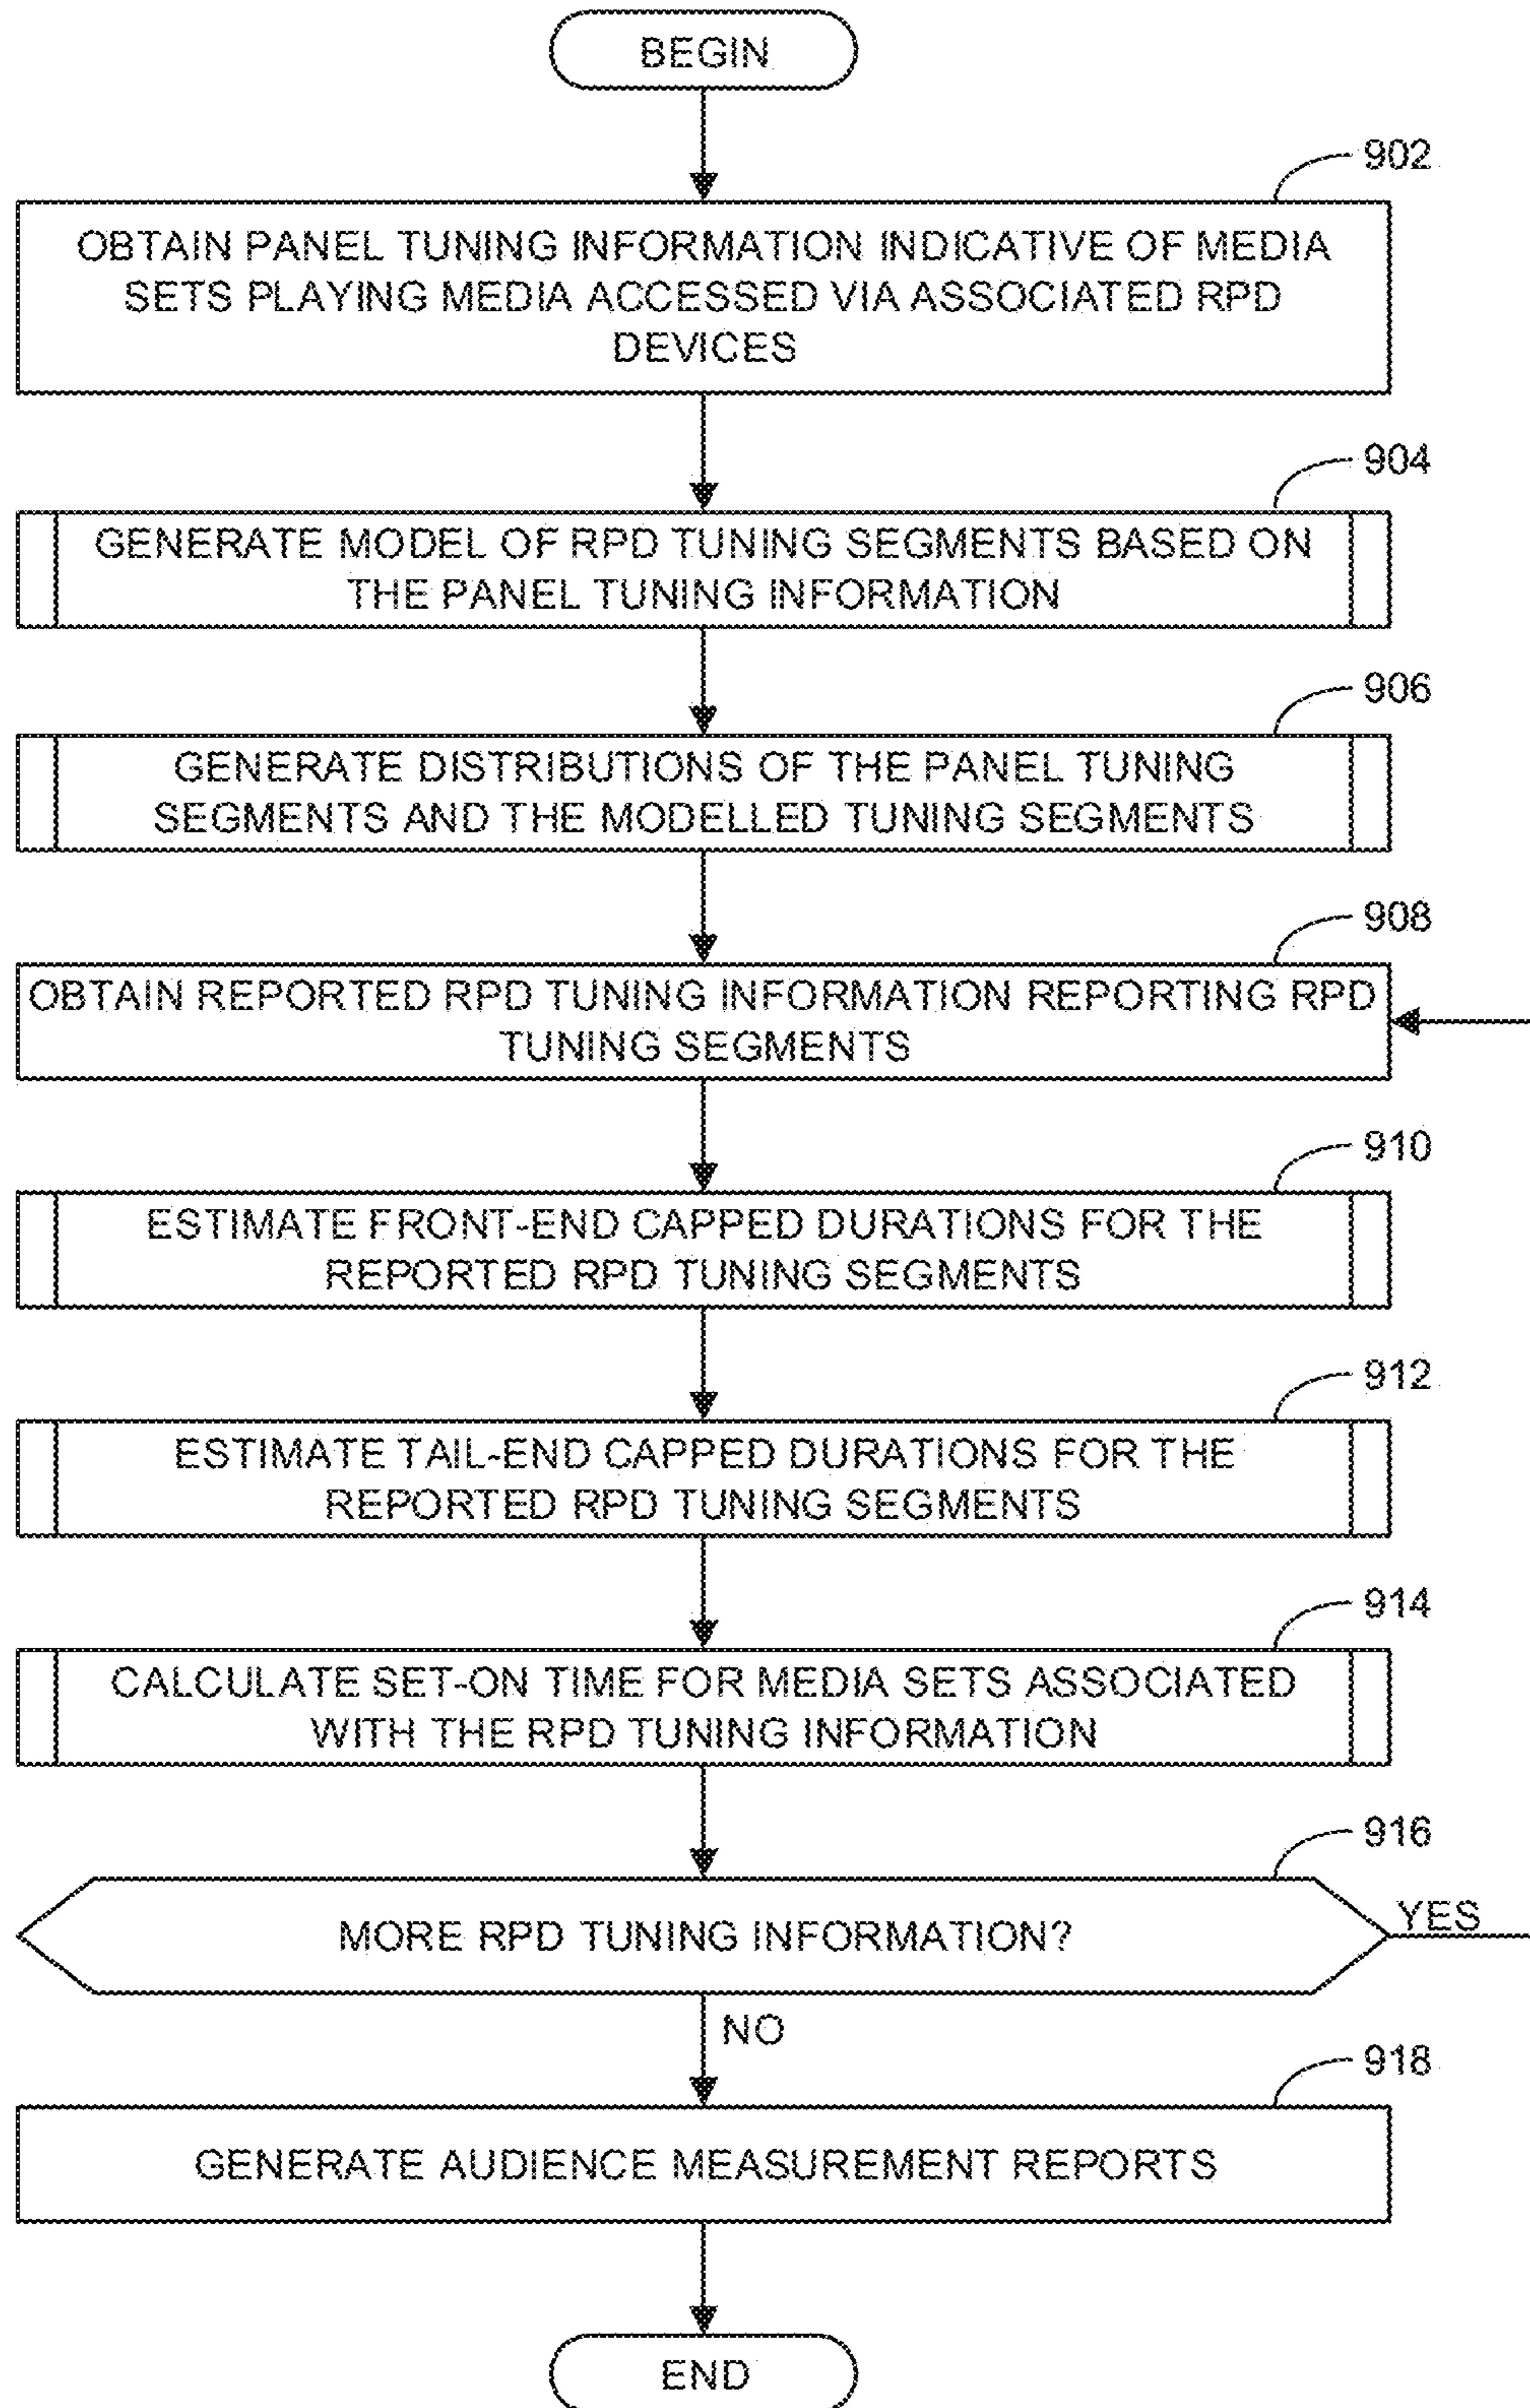 BEGIN
902
OBTAIN PANEL TUNING INFORMATION INDICATIVE OF MEDIA
SETS PLAYING MEDIA ACCESSED VIA ASSOCIATED RPD
DEVICES
904
GENERATE MODEL OF RPD TUNING SEGMENTS BASED ON
THE PANEL TUNING INFORMATION
906
GENERATE DISTRIBUTIONS OF THE PANEL TUNING
SEGMENTS AND THE MODELLED TUNING SEGMENTS
908
OBTAIN REPORTED RPD TUNING INFORMATION REPORTING RPD
TUNING SEGMENTS
910
ESTIMATE FRONT-END CAPPED DURATIONS FOR THE
REPORTED RPD TUNING SEGMENTS
912
ESTIMATE TAIL-END CAPPED DURATIONS FOR THE
REPORTED RPD TUNING SEGMENTS
914
CALCULATE SET-ON TIME FOR MEDIA SETS ASSOCIATED
WITH THE RPD TUNING INFORMATION
916
MORE RPD TUNING INFORMATION?
YES
NO
918
GENERATE AUDIENCE MEASUREMENT REPORTS
END